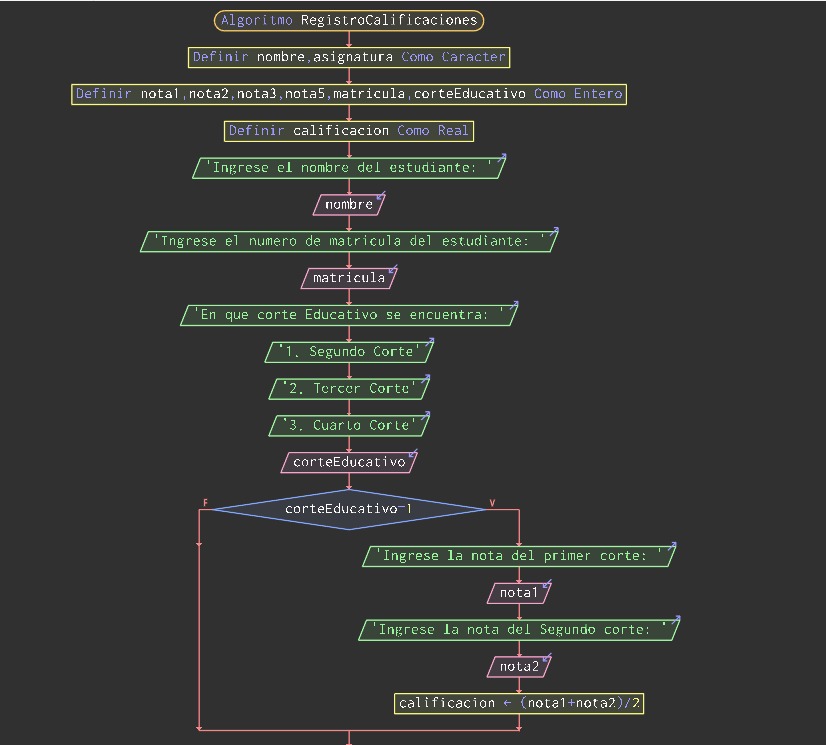 Algoritmo RegistroCalificaciones
Definir nombre,asignatura Como Caracter
Definir nota1,nota2,nota3,nota5,matricula,corteEducativo Como Entero
Definir calificacion Como Real
'Ingrese el nombre del estudiante: '
nombre
'Ingrese el numero de matricula del estudiante: '
matricula
'En que corte Educativo se encuentra: '
'1. Segundo Corte'
'2. Tercer Corte'
'3. Cuarto Corte'
corteEducativo
F
V
corteEducativo=1
'Ingrese la nota del primer corte: '
nota1
'Ingrese la nota del Segundo corte: '
nota2
calificacion ← (nota1+nota2)/2